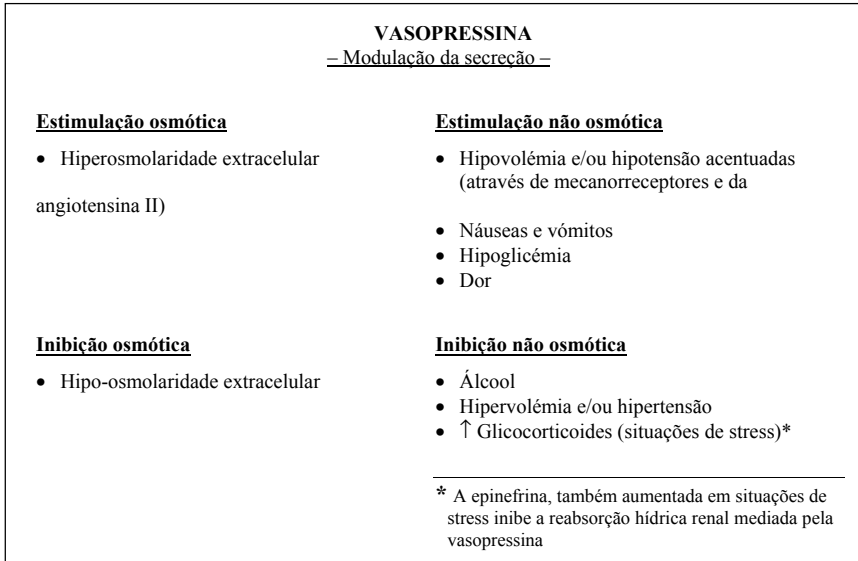 VASOPRESSINA
– Modulação da secreção –
Estimulação osmótica
• Hiperosmolaridade extracelular
angiotensina II)
Estimulação não osmótica
• Hipovolémia e/ou hipotensão acentuadas
(através de mecanorreceptores e da
• Náuseas e vómitos
• Hipoglicémia
• Dor
Inibição osmótica
• Hipo-osmolaridade extracelular
Inibição não osmótica
• Álcool
• Hipervolémia e/ou hipertensão
• ↑ Glicocorticoides (situações de stress)*
* A epinefrina, também aumentada em situações de
stress inibe a reabsorção hídrica renal mediada pela
vasopressina